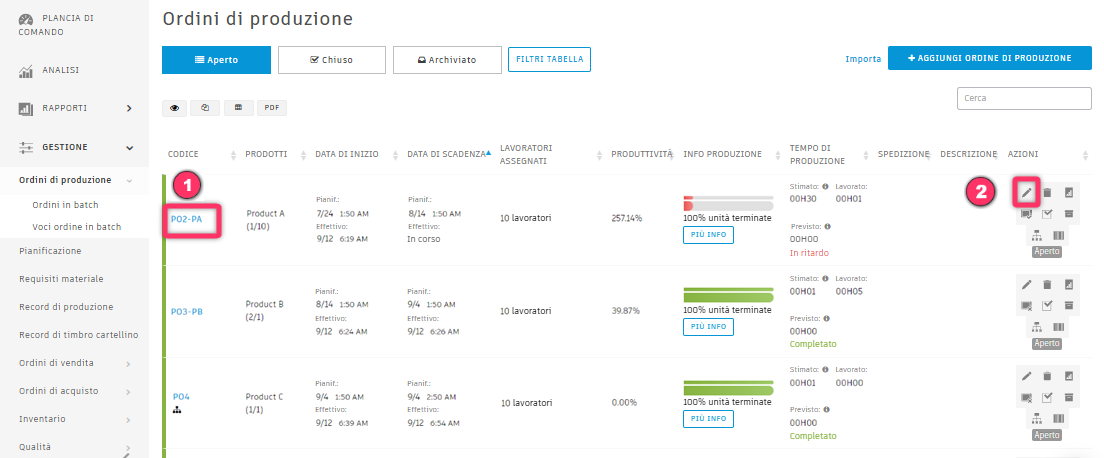 PLANCIA DI
COMANDO
ANALISI
RAPPORTI
GESTIONE
Ordini di produzione
Ordini in batch
Voci ordine in batch
Pianificazione
Requisiti materiale
Record di produzione
Record di timbro cartellino
Ordini di vendita
Ordini di acquisto
Inventario
Qualità
Ordini di produzione
Aperto Chiuso Archiviato FILTRI TABELLA
Importa + AGGIUNGI ORDINE DI PRODUZIONE
PDF
Cerca
CODICE PRODOTTI DATA DI INIZIO DATA DI SCADENZA LAVORATORI ASSEGNATI PRODUTTIVITÀ INFO PRODUZIONE TEMPO DI PRODUZIONE SPEDIZIONE DESCRIZIONE AZIONI
1
2
PO2-PA
Product A
(1/10)
Pianif.:
7/24 1:50 AM
Effettivo:
9/12 6:19 AM
Pianif.:
8/14 1:50 AM
Effettivo:
In corso
10 lavoratori
257.14%
100% unità terminate
PIÙ INFO
Stimato: Lavorato:
00H30 00H01
Previsto:
00H00
In ritardo
Aperto
PO3-PB
Product B
(2/1)
Pianif.:
8/14 1:50 AM
Effettivo:
9/12 6:24 AM
Pianif.:
9/4 1:50 AM
Effettivo:
9/12 6:26 AM
10 lavoratori
39.87%
100% unità terminate
PIÙ INFO
Stimato: Lavorato:
00H01 00H05
Previsto:
00H00
Completato
Aperto
PO4
Product C
(1/1)
Pianif.:
9/4 1:50 AM
Effettivo:
9/12 6:39 AM
Pianif.:
9/4 2:50 AM
Effettivo:
9/12 6:54 AM
10 lavoratori
0.00%
100% unità terminate
PIÙ INFO
Stimato: Lavorato:
00H01 00H00
Previsto:
00H00
Completato
Aperto